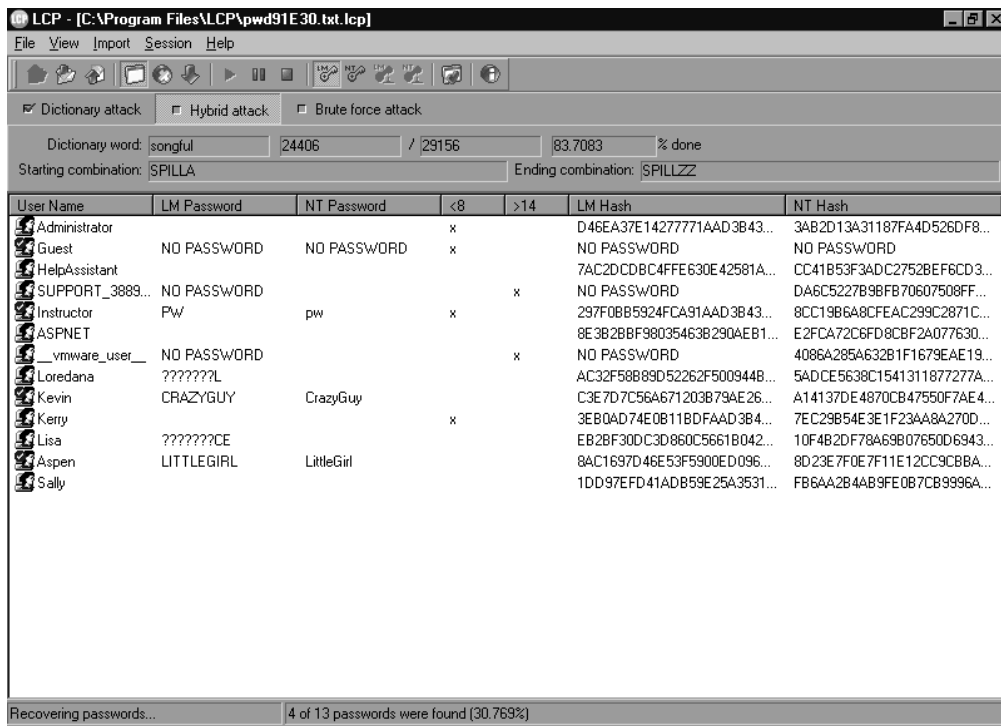 LCP - [C:\Program Files\LCP\pwd91E30.txt.lcp]
File View Import Session Help
Dictionary attack Hybrid attack Brute force attack
Dictionary word: songful 24406 / 29156 83.7083 % done
Starting combination: SPILLA Ending combination: SPILLZZ
User Name LM Password NT Password <8 >14 LM Hash NT Hash
Administrator x D46EA37E14277771AAD3B43... 3AB2D13A31187FA4D526DF8...
Guest NO PASSWORD NO PASSWORD x NO PASSWORD NO PASSWORD
HelpAssistant 7AC2DCDBC4FFE630E42581A... CC41B53F3ADC2752BEF6CD3...
SUPPORT_3889... NO PASSWORD x NO PASSWORD DA6C5227B9BFB70607508FF...
Instructor PW pw x 297F0BB5924FCA91AAD3B43... 8CC19B6A8CFEAC299C2871C...
ASPNET 8E3B2BBF98035463B290AEB1... E2FCA72C6FD8CBF2A077630...
__vmware_user__ NO PASSWORD x NO PASSWORD 4086A285A632B1F1679EAE19...
Loredana ???????L AC32F58B89D52262F500944B... 5ADCE5638C1541311877277A...
Kevin CRAZYGUY CrazyGuy C3E7D7C56A671203B79AE26... A14137DE4870CB47550F7AE4...
Kerry x 3EB0AD74E0B11BDFAAD3B4... 7EC29B54E3E1F23AA8A270D...
Lisa ???????CE EB2BF30DC3D860C5661B042... 10F4B2DF78A69B07650D6943...
Aspen LITTLEGIRL LittleGirl 8AC1697D46E53F5900ED096... 8D23E7F0E7F11E12CC9CBBA...
Sally 1DD97EFD41ADB59E25A3531... FB6AA2B4AB9FE0B7CB9996A...
Recovering passwords... 4 of 13 passwords were found (30.769%)